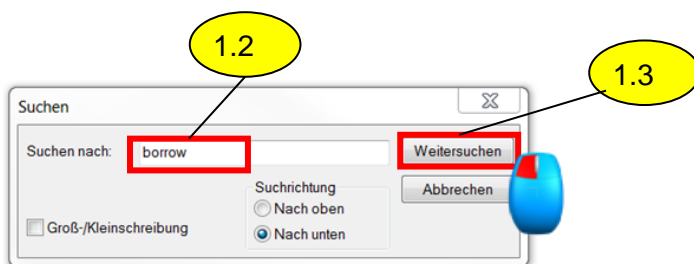 1.2
1.3
Suchen
Suchen nach:
borrow
Weitersuchen
Suchrichtung
Abbrechen
Nach oben
Groß-/Kleinschreibung
Nach unten